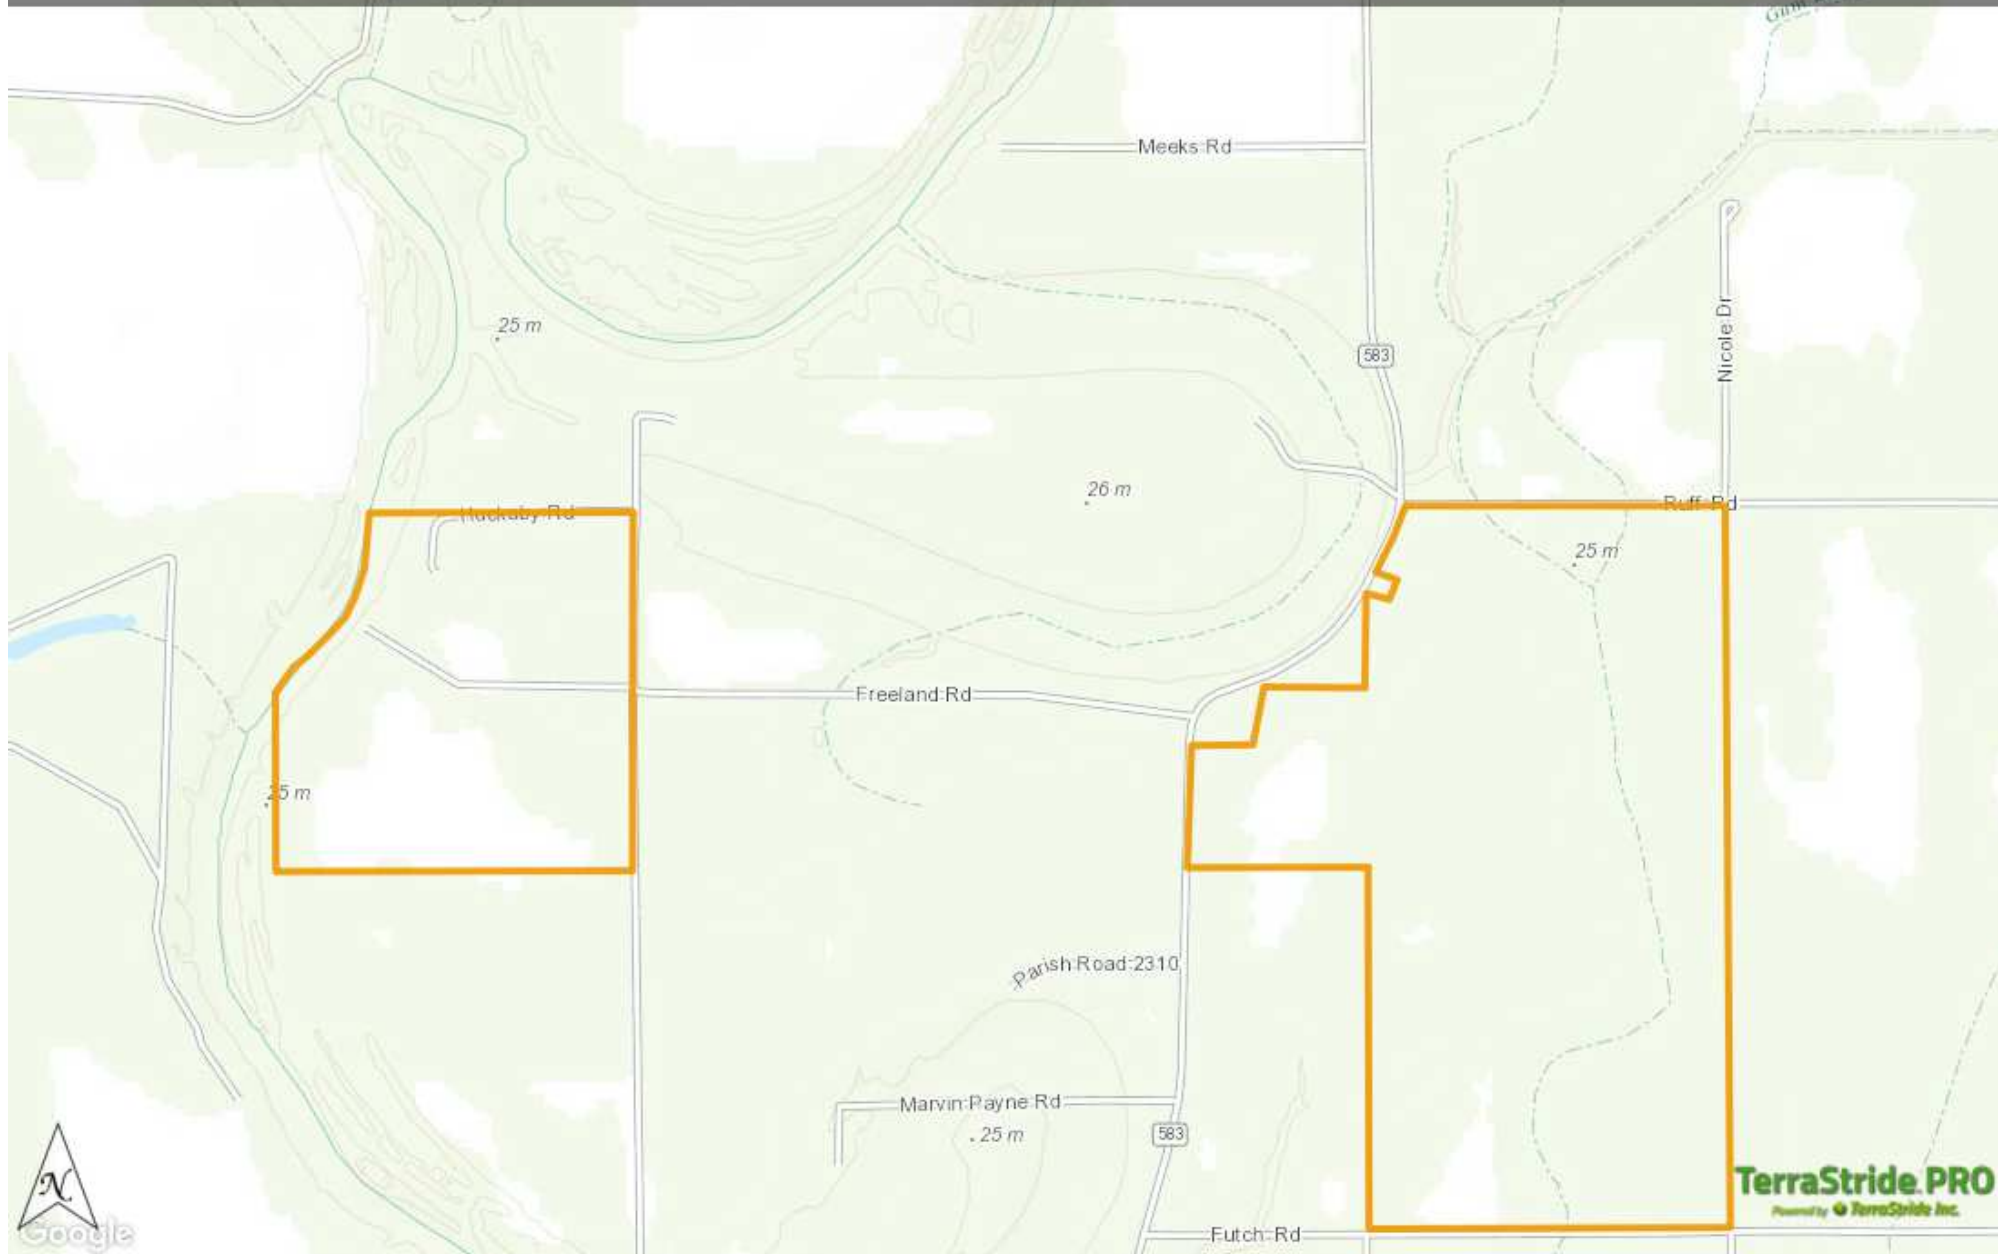 Gum
Meeks Rd
25 m
583
Nicole Dr
26 m
Huckaby Rd
Ruff Rd
25 m
Freeland Rd
25 m
Parish Road 2310
Marvin Payne Rd
25 m
583
N
Google
Futch Rd
TerraStride PRO
Powered by TerraStride Inc.